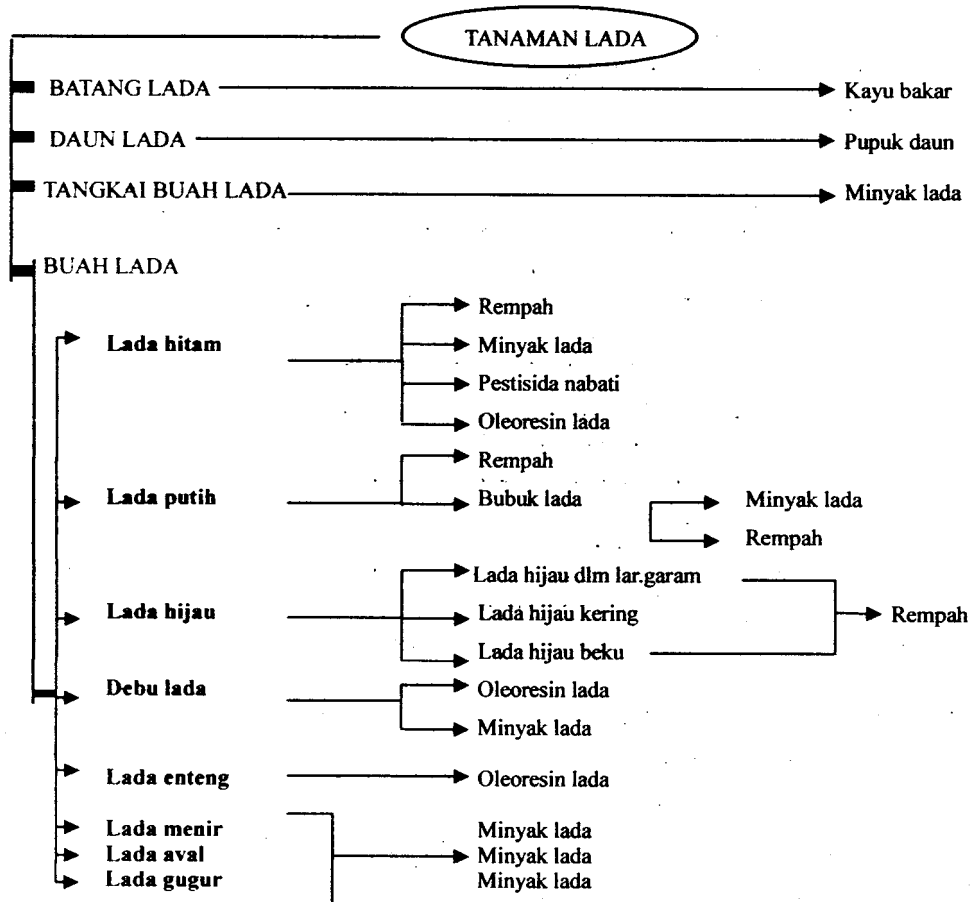 TANAMAN LADA
BATANG LADA Kayu bakar
DAUN LADA Pupuk daun
TANGKAI BUAH LADA Minyak lada
BUAH LADA
Lada hitam
Rempah
Minyak lada
Pestisida nabati
Oleoresin lada
Lada putih
Rempah
Bubuk lada
Minyak lada
Rempah
Lada hijau
Lada hijau dlm lar.garam
Lada hijau kering
Lada hijau beku
Rempah
Debu lada
Oleoresin lada
Minyak lada
Lada enteng Oleoresin lada
Lada menir Minyak lada
Lada aval Minyak lada
Lada gugur Minyak lada